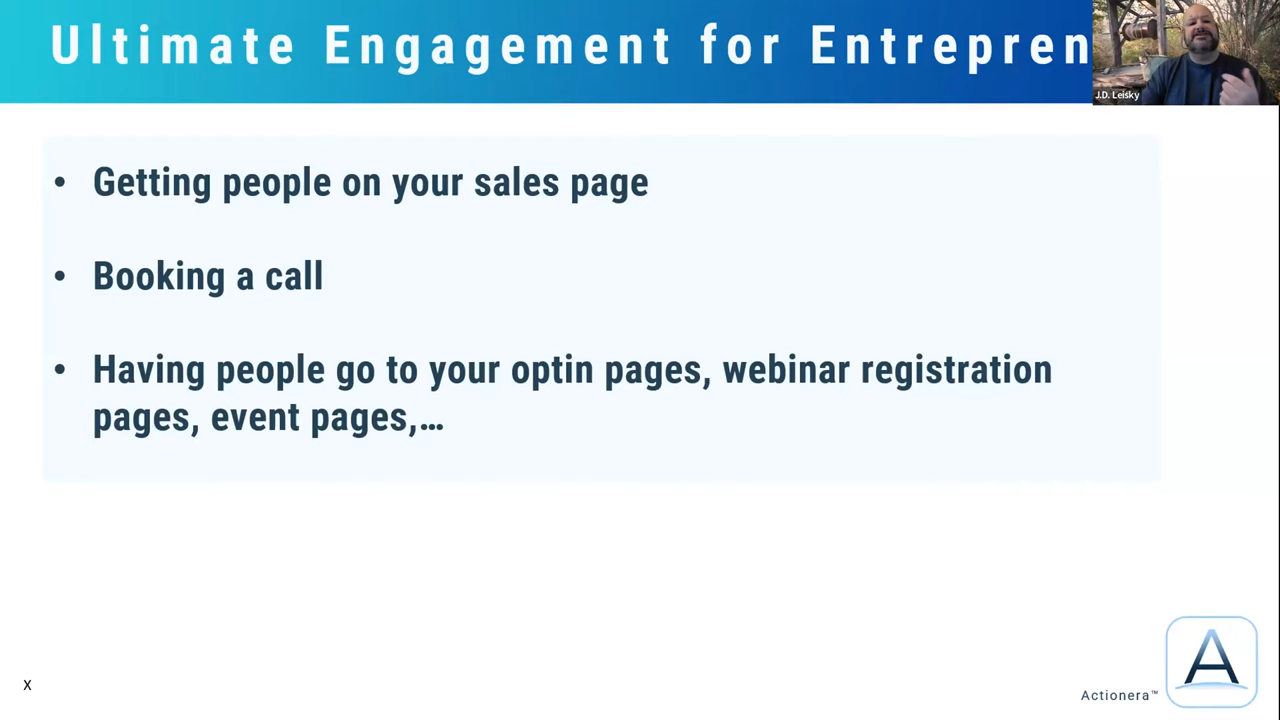 Ultimate Engagement for Entrepren
J.D. Leisky
• Getting people on your sales page
• Booking a call
• Having people go to your optin pages, webinar registration
pages, event pages,…
X
Actionera™
A